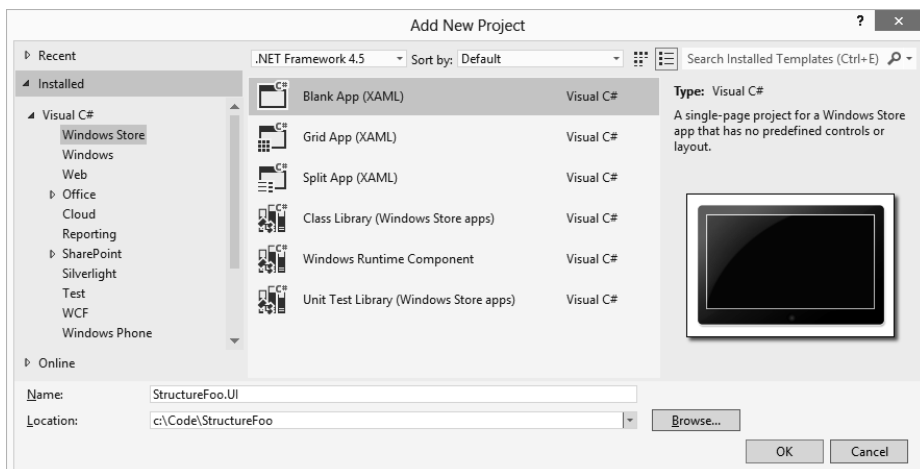 Add New Project
? ×
Recent
.NET Framework 4.5
Sort by: Default
Search Installed Templates (Ctrl+E)
Installed
Visual C#
Windows Store
Windows
Web
Office
Cloud
Reporting
SharePoint
Silverlight
Test
WCF
Windows Phone
Online
C# Blank App (XAML) Visual C#
C# Grid App (XAML) Visual C#
C# Split App (XAML) Visual C#
C# Class Library (Windows Store apps) Visual C#
C# Windows Runtime Component Visual C#
C# Unit Test Library (Windows Store apps) Visual C#
Type: Visual C#
A single-page project for a Windows Store
app that has no predefined controls or
layout.
Name: StructureFoo.UI
Location: c:\Code\StructureFoo
Browse...
OK Cancel